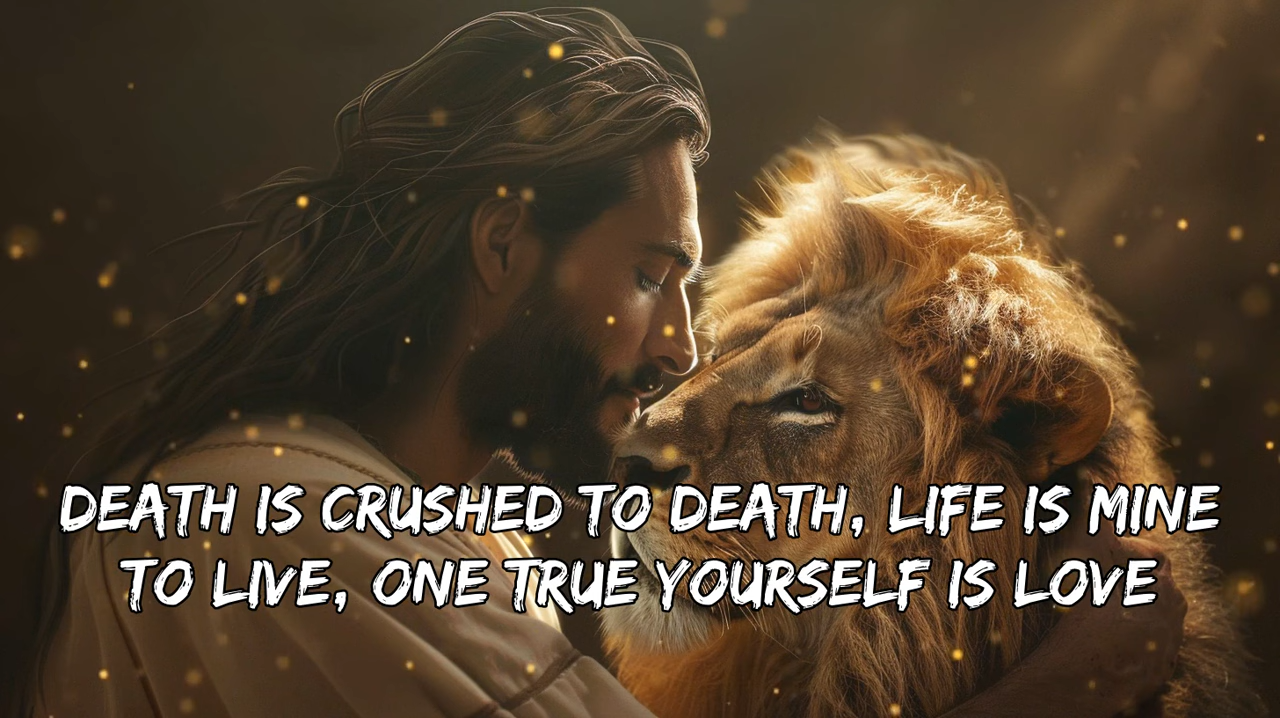 DEATH IS CRUSHED TO DEATH, LIFE IS MINE
TO LIVE, ONE TRUE YOURSELF IS LOVE